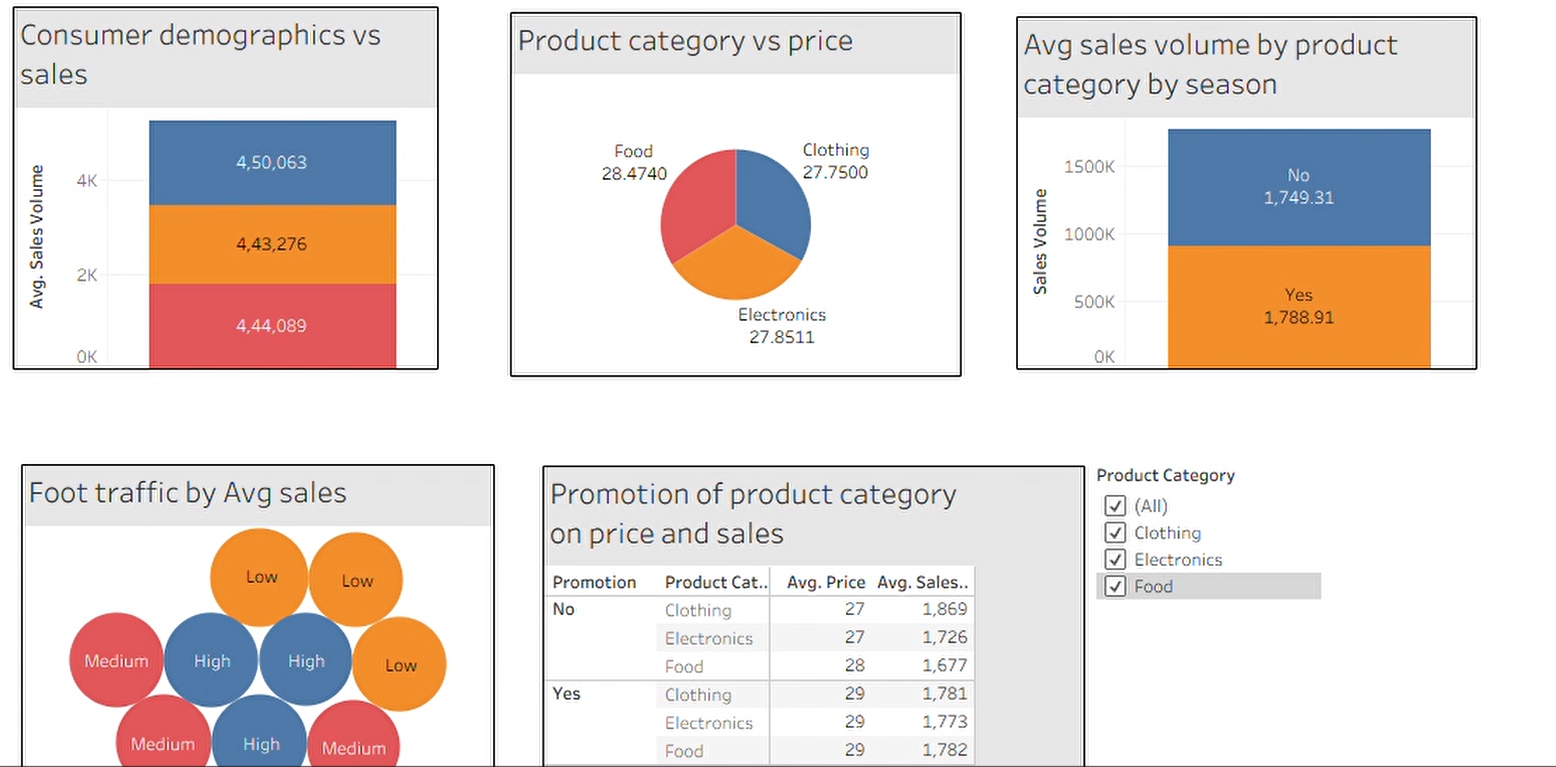 Consumer demographics vs
sales
Avg. Sales Volume
4K
2K
0K
4,50,063
4,43,276
4,44,089
Product category vs price
Food
28.4740
Clothing
27.7500
Electronics
27.8511
Avg sales volume by product
category by season
Sales Volume
1500K
1000K
500K
0K
No
1,749.31
Yes
1,788.91
Foot traffic by Avg sales
Low
Low
Medium
High
High
Low
Medium
High
Medium
Promotion of product category
on price and sales
Promotion Product Cat.. Avg. Price Avg. Sales..
No Clothing 27 1,869
Electronics 27 1,726
Food 28 1,677
Yes Clothing 29 1,781
Electronics 29 1,773
Food 29 1,782
Product Category
(All)
Clothing
Electronics
Food